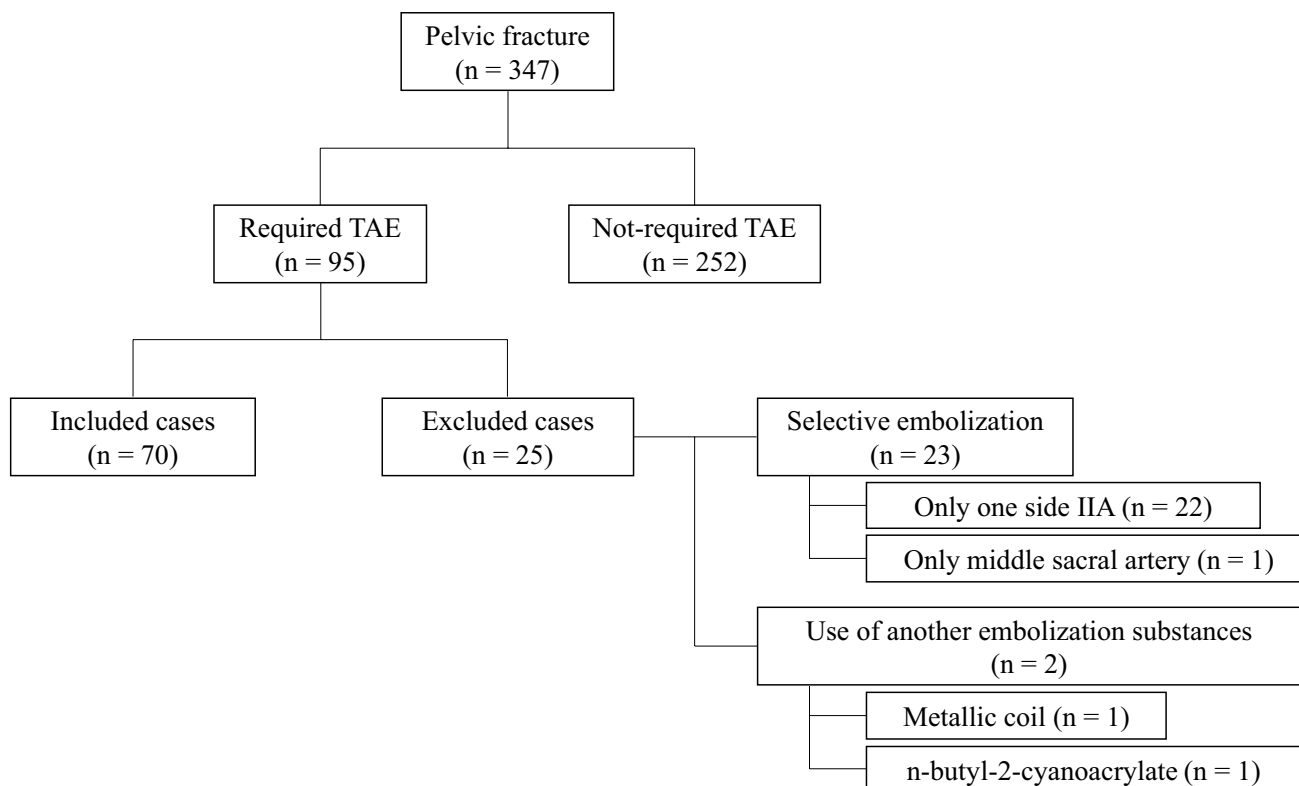 Pelvic fracture
(n = 347)
Required TAE
(n = 95)
Not-required TAE
(n = 252)
Included cases
(n = 70)
Excluded cases
(n = 25)
Selective embolization
(n = 23)
Only one side IIA (n = 22)
Only middle sacral artery (n = 1)
Use of another embolization substances
(n = 2)
Metallic coil (n = 1)
n-butyl-2-cyanoacrylate (n = 1)